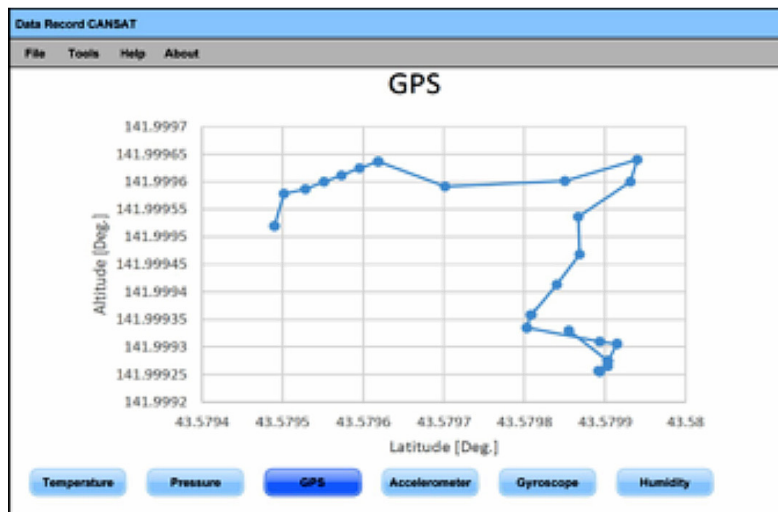 Data Record CANSAT
File Tools Help About
GPS
141.9997
141.99965
141.9996
141.99955
141.9995
141.99945
141.9994
141.99935
141.9993
141.99925
141.9992
Altitude [Deg.]
43.5794 43.5795 43.5796 43.5797 43.5798 43.5799 43.58
Latitude [Deg.]
Temperature Pressure GPS Accelerometer Gyroscope Humidity